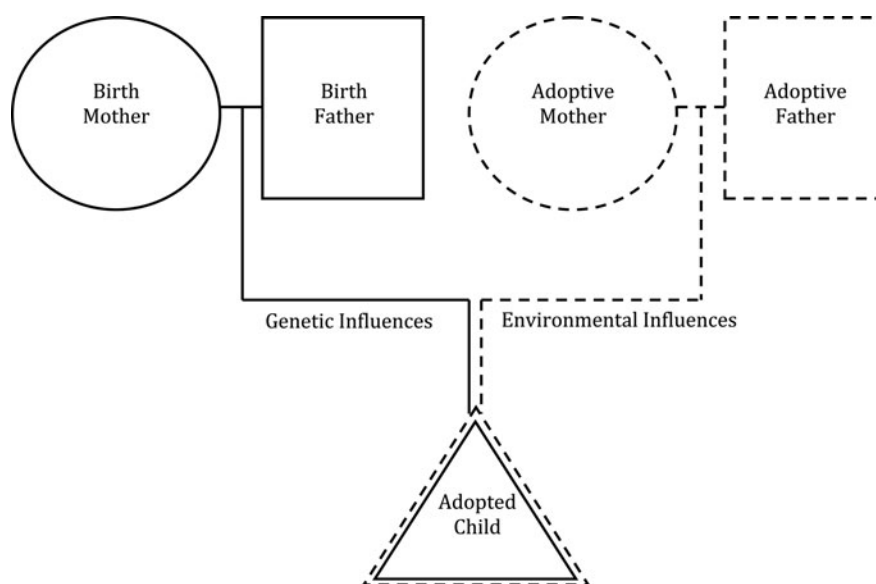 Birth
Mother
Birth
Father
Adoptive
Mother
Adoptive
Father
Genetic Influences
Environmental Influences
Adopted
Child